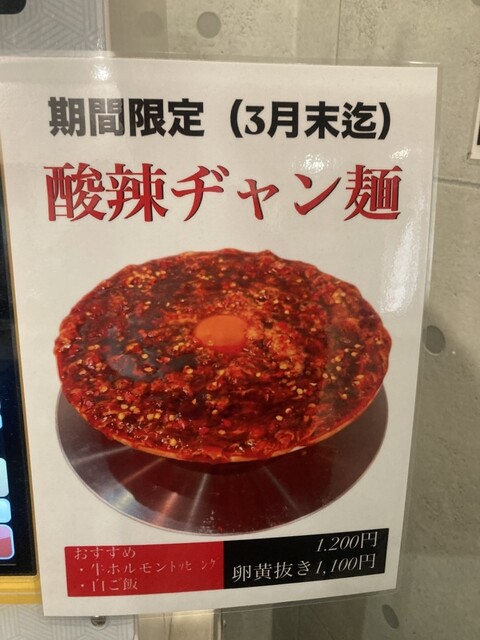 期間限定（3月末迄）
酸辣ヂャン麺
おすすめ
・牛ホルモントッピング
・白ご飯
1.200円
卵黄抜き1,100円